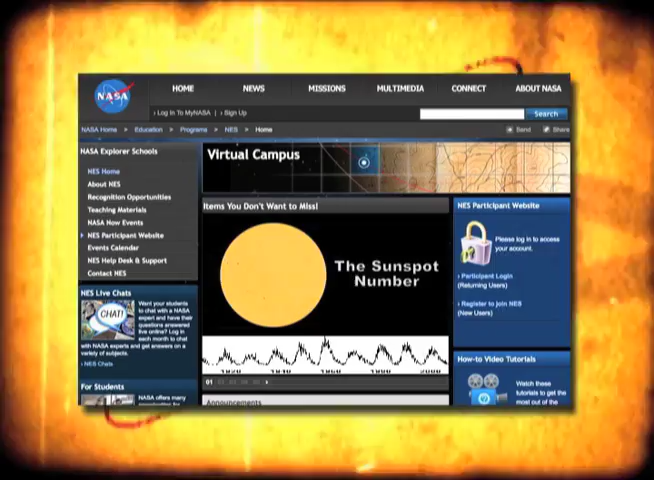 NASA
HOME NEWS MISSIONS MULTIMEDIA CONNECT ABOUT NASA
› Log In To MyNASA | › Sign Up
Search
NASA Home > Education > Programs > NES > Home
Send Share
NASA Explorer Schools
NES Home
About NES
Recognition Opportunities
Teaching Materials
NASA Now Events
NES Participant Website
Events Calendar
NES Help Desk & Support
Contact NES
NES Live Chats
CHAT!
Want your students
to chat with a NASA
expert and have their
questions answered
live online? Log in
each month to chat
with NASA experts and get answers on a
variety of subjects.
› NES Chats
For Students
NASA offers many
Virtual Campus
Items You Don't Want to Miss!
The Sunspot
Number
01
Announcements
NES Participant Website
Please log in to access
your account.
› Participant Login
(Returning Users)
› Register to join NES
(New Users)
How-to Video Tutorials
Watch these
tutorials to get the
most out of the